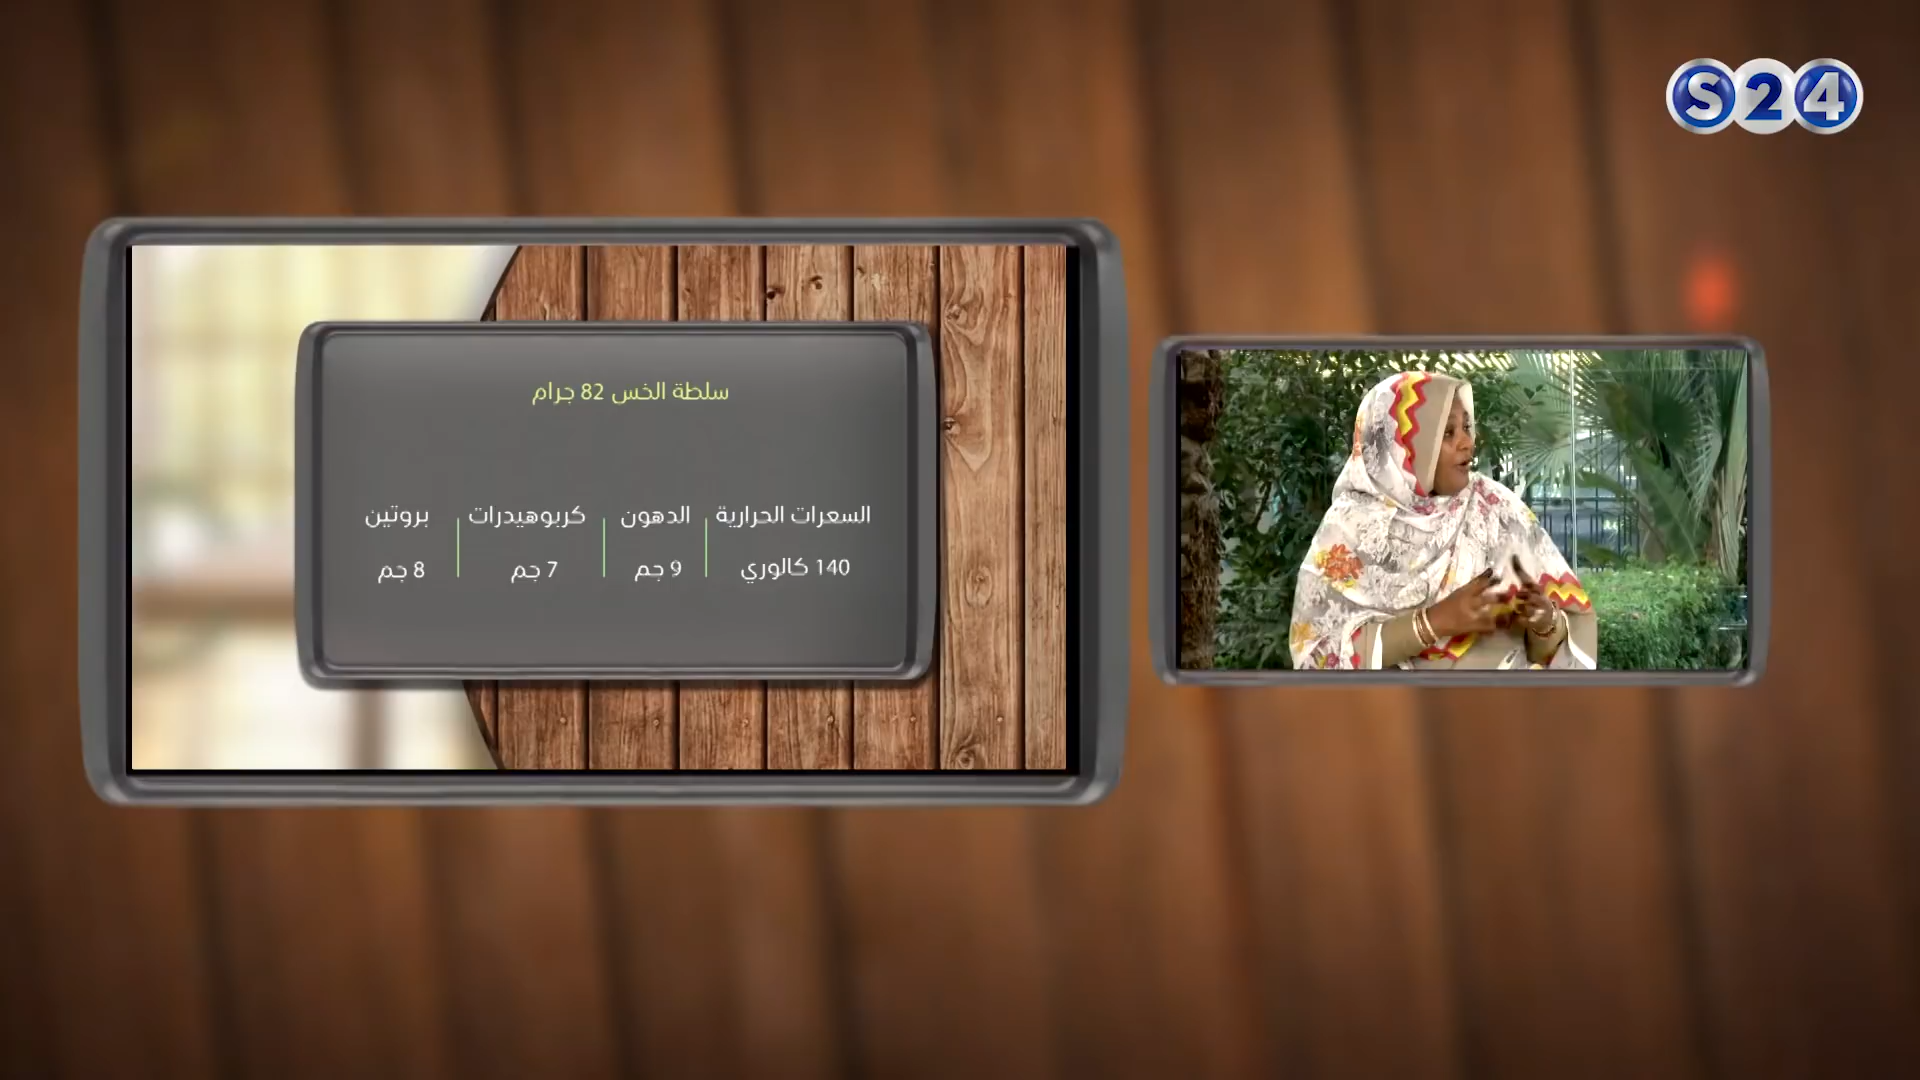 S24
سلطة الخس 82 جرام
السعرات الحرارية الدهون كربوهيدرات بروتين
140 كالوري 9 جم 7 جم 8 جم